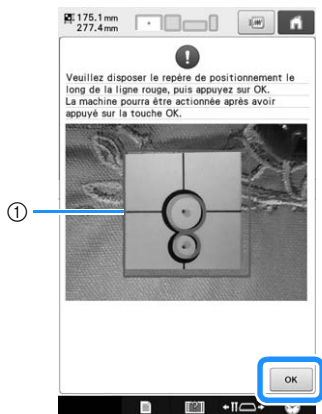 175.1mm
277.4mm
Veuillez disposer le repère de positionnement le
long de la ligne rouge, puis appuyez sur OK.
La machine pourra être actionnée après avoir
appuyé sur la touche OK.
①
OK